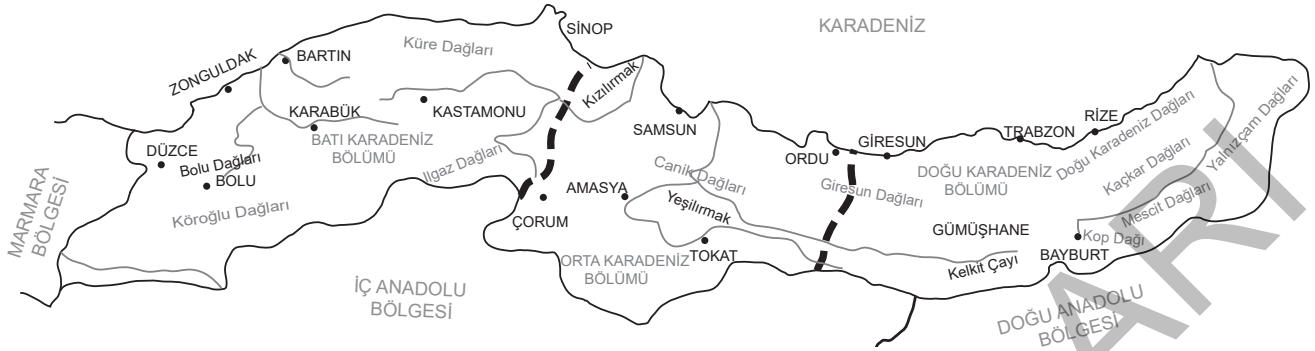 KARADENİZ
SİNOP
Küre Dağları
BARTIN
ZONGULDAK
Kızılırmak
KARABÜK
KASTAMONU
SAMSUN
BATI KARADENİZ
BÖLÜMÜ
DÜZCE
Bolu Dağları
BOLU
Ilgaz Dağları
Köroğlu Dağları
MARMARA
BÖLGESİ
ÇORUM
AMASYA
Canik Dağları
Yeşilırmak
TOKAT
ORTA KARADENİZ
BÖLÜMÜ
İÇ ANADOLU
BÖLGESİ
ORDU
GİRESUN
Giresun Dağları
TRABZON
RİZE
DOĞU KARADENİZ
BÖLÜMÜ
Doğu Karadeniz Dağları
Kaçkar Dağları
Yalnızçam Dağları
Mescit Dağları
GÜMÜŞHANE
Kop Dağı
BAYBURT
Kelkit Çayı
DOĞU ANADOLU
BÖLGESİ
ARI